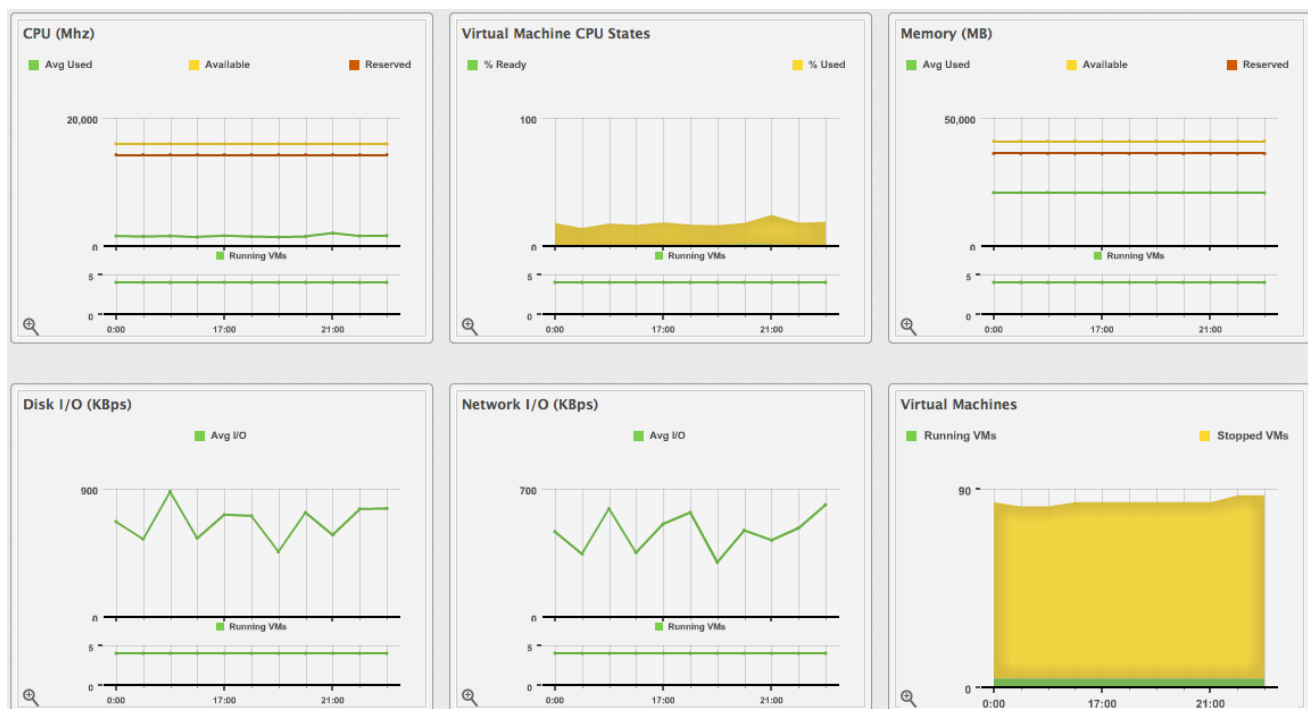 CPU (Mhz)
Avg Used Available Reserved
20,000
0
Running VMs
5
0
0:00 17:00 21:00
Virtual Machine CPU States
% Ready % Used
100
0
Running VMs
5
0
0:00 17:00 21:00
Memory (MB)
Avg Used Available Reserved
50,000
0
Running VMs
5
0
0:00 17:00 21:00
Disk I/O (KBps)
Avg I/O
900
0
Running VMs
5
0
0:00 17:00 21:00
Network I/O (KBps)
Avg I/O
700
0
Running VMs
5
0
0:00 17:00 21:00
Virtual Machines
Running VMs Stopped VMs
90
0
0:00 17:00 21:00